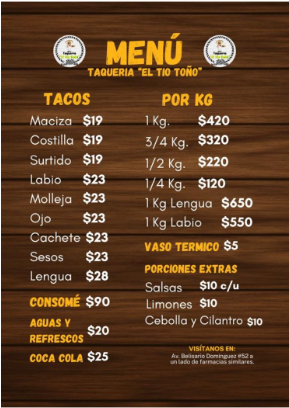 MENÚ
TAQUERIA "EL TIO TOÑO"
TACOS
Maciza $19
Costilla $19
Surtido $19
Labio $23
Molleja $23
Ojo $23
Cachete $23
Sesos $23
Lengua $28
CONSOMÉ $90
AGUAS Y
REFRESCOS $20
COCA COLA $25
POR KG
1 Kg. $420
3/4 Kg. $320
1/2 Kg. $220
1/4 Kg. $120
1 Kg Lengua $650
1 Kg Labio $550
VASO TERMICO $5
PORCIONES EXTRAS
Salsas $10 c/u
Limones $10
Cebolla y Cilantro $10
VISÍTANOS EN:
Av. Belisario Domínguez #52 a
un lado de farmacias similares.